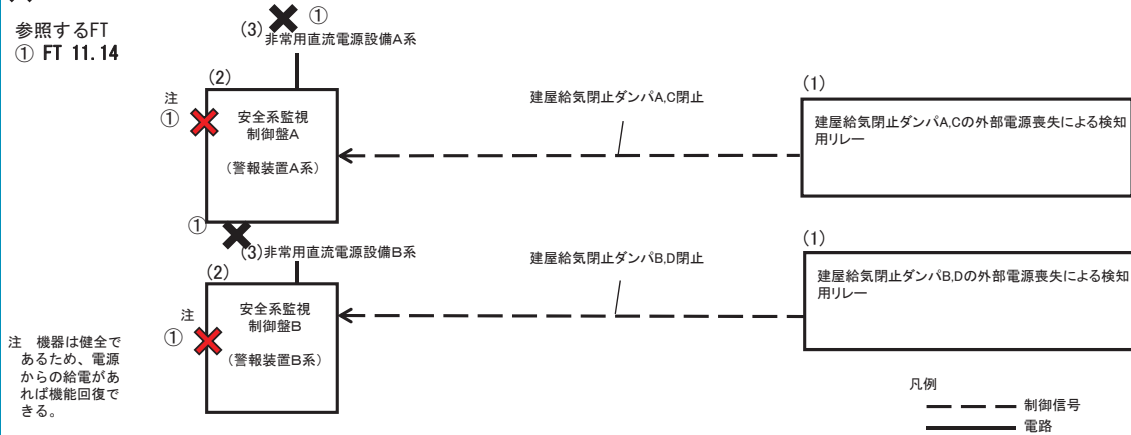 参照するFT
① FT 11.14
(3)
①
非常用直流電源設備A系
(2)
注
①
安全系監視
制御盤A
(警報装置A系)
建屋給気閉止ダンパA,C閉止
(1)
建屋給気閉止ダンパA,Cの外部電源喪失による検知
用リレー
①
(3)非常用直流電源設備B系
(2)
注
①
安全系監視
制御盤B
(警報装置B系)
建屋給気閉止ダンパB,D閉止
(1)
建屋給気閉止ダンパB,Dの外部電源喪失による検知
用リレー
注 機器は健全で
あるため、電源
からの給電があ
れば機能回復で
きる。
凡例
制御信号
電路